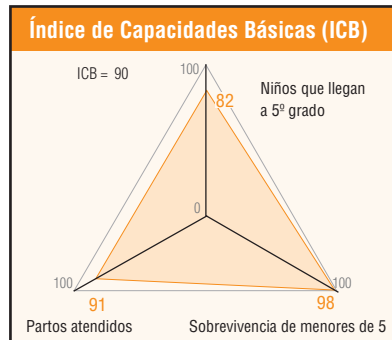 Índice de Capacidades Básicas (ICB)
ICB = 90
100
Niños que llegan
a 5º grado
82
0
100
100
91
98
Partos atendidos
Sobrevivencia de menores de 5